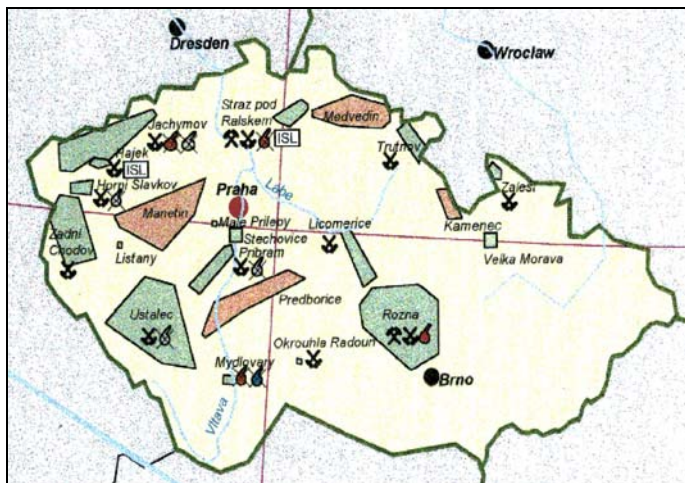 Dresden
Wroclaw
Straz pod
Ralskem
ISL
Medvedin
Jachymov
Hajek
ISL
Trutnov
Horni Slavkov
Zalesi
Praha
Labe
Manetin
Male Prilepy
Licomerice
Kamenec
Stechovice
Zadni
Chodov
Listany
Pribram
Velka Morava
Ustalec
Predborice
Rozna
Okrouhla Radoun
Mydlovary
Brno
Vltava